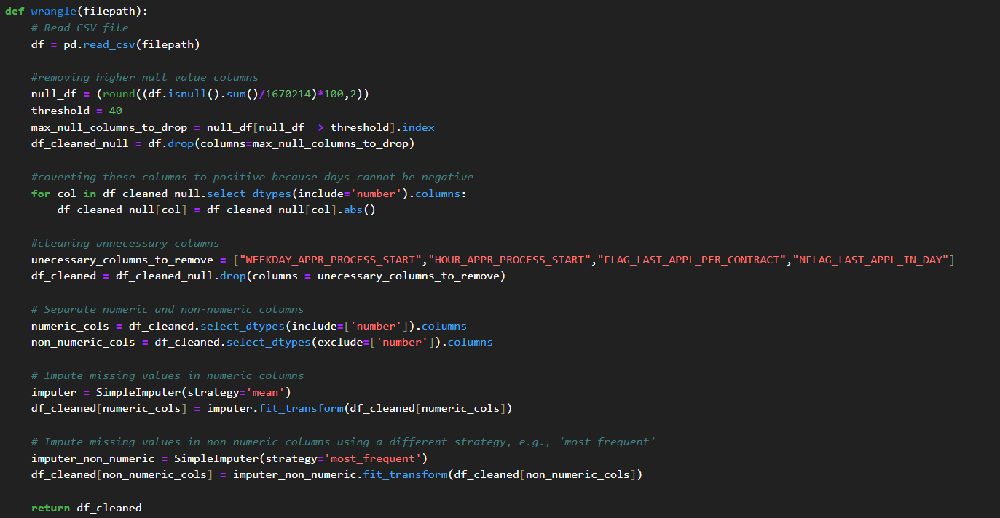 def wrangle(filepath):
    # Read CSV file
    df = pd.read_csv(filepath)
    #removing higher null value columns
    null_df = (round((df.isnull().sum()/1670214)*100,2))
    threshold = 40
    max_null_columns_to_drop = null_df[null_df  > threshold].index
    df_cleaned_null = df.drop(columns=max_null_columns_to_drop)
    #coverting these columns to positive because days cannot be negative
    for col in df_cleaned_null.select_dtypes(include='number').columns:
        df_cleaned_null[col] = df_cleaned_null[col].abs()
    #cleaning unnecessary columns
    unecessary_columns_to_remove = ["WEEKDAY_APPR_PROCESS_START","HOUR_APPR_PROCESS_START","FLAG_LAST_APPL_PER_CONTRACT","NFLAG_LAST_APPL_IN_DAY"]
    df_cleaned = df_cleaned_null.drop(columns = unecessary_columns_to_remove)
    # Separate numeric and non-numeric columns
    numeric_cols = df_cleaned.select_dtypes(include=['number']).columns
    non_numeric_cols = df_cleaned.select_dtypes(exclude=['number']).columns
    # Impute missing values in numeric columns
    imputer = SimpleImputer(strategy='mean')
    df_cleaned[numeric_cols] = imputer.fit_transform(df_cleaned[numeric_cols])
    # Impute missing values in non-numeric columns using a different strategy, e.g., 'most_frequent'
    imputer_non_numeric = SimpleImputer(strategy='most_frequent')
    df_cleaned[non_numeric_cols] = imputer_non_numeric.fit_transform(df_cleaned[non_numeric_cols])
    return df_cleaned